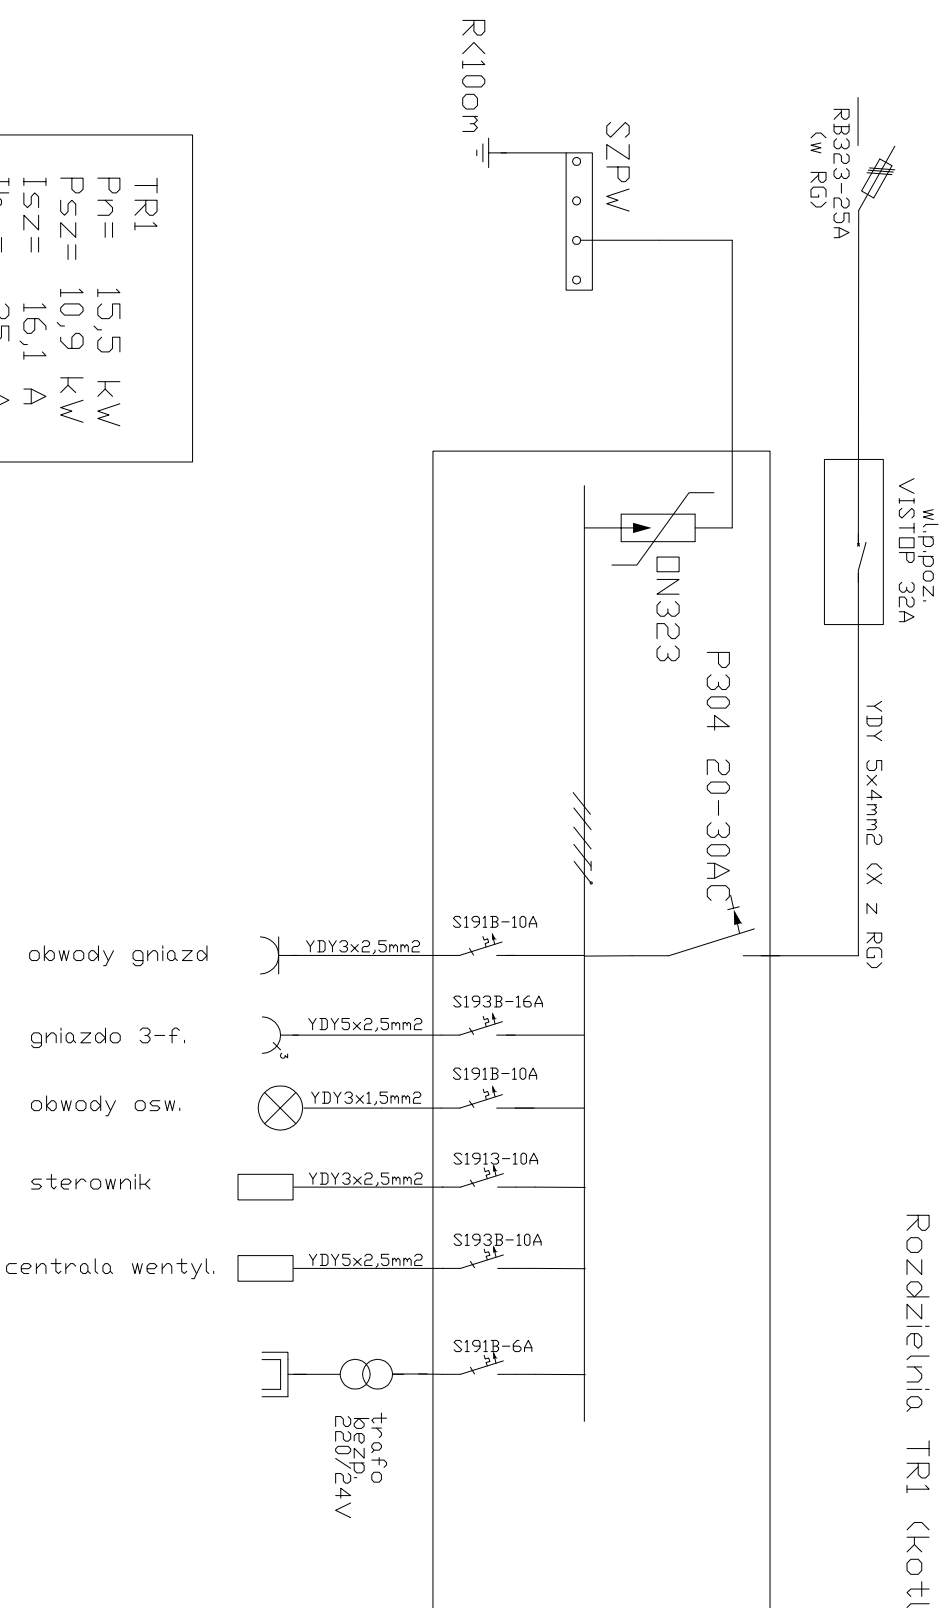 Rozdzielnia TR1
RB323-25A
(w RG)
wł.p.poz.
VISTOP 32A
YDY 5x4mm2 (X z RG)
SZPW
R<10om
ON323
P304 20-30AC
TR1
Pn= 15,5 kW
Psz= 10,9 kW
Isz= 16,1 A
obwody gniazd
YDY3x2,5mm2
S191B-10A
gniazdo 3-f.
3
YDY5x2,5mm2
S193B-16A
obwody osw.
YDY3x1,5mm2
S191B-10A
sterownik
YDY3x2,5mm2
S1913-10A
centrala wentyl.
YDY5x2,5mm2
S193B-10A
S191B-6A
trafo
bezp.
220/24V